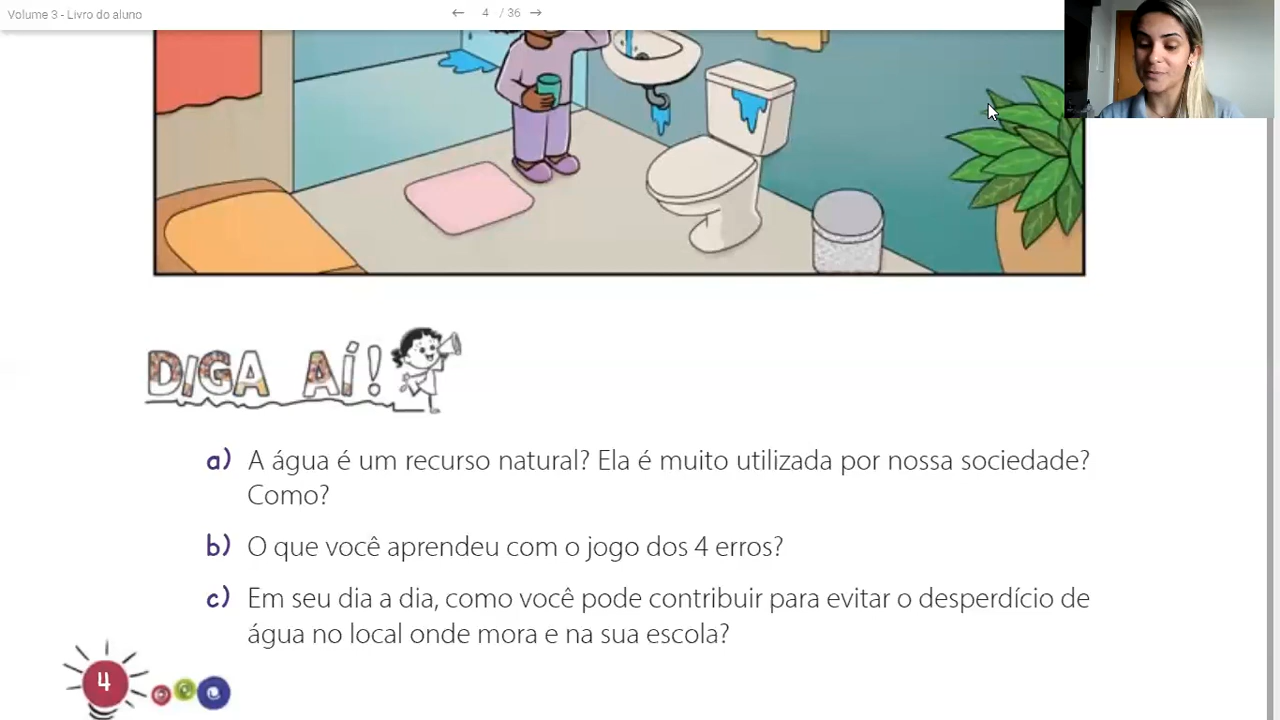 Volume 3 - Livro do aluno
← 4 / 36 →
DIGA AÍ!
a) A água é um recurso natural? Ela é muito utilizada por nossa sociedade?
Como?
b) O que você aprendeu com o jogo dos 4 erros?
c) Em seu dia a dia, como você pode contribuir para evitar o desperdício de
água no local onde mora e na sua escola?
4